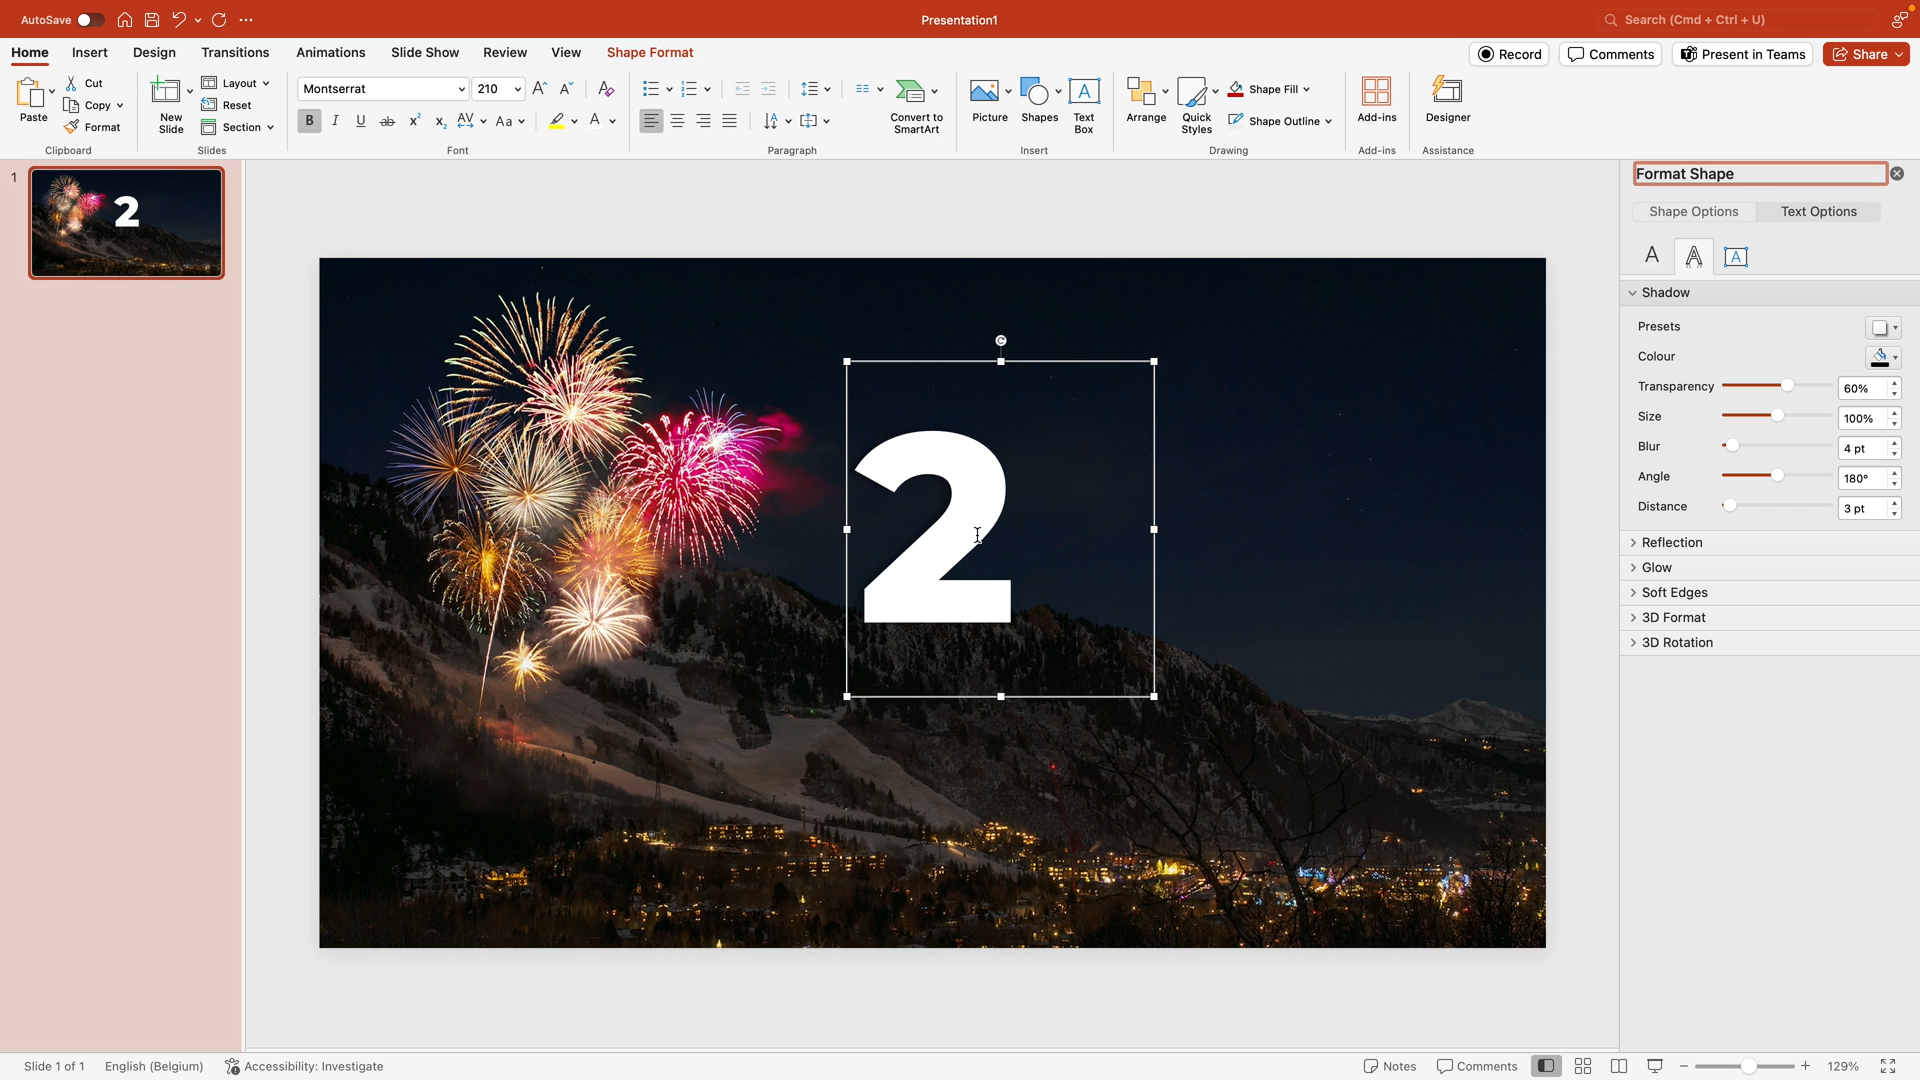 AutoSave
Presentation1
Search (Cmd + Ctrl + U)
Home Insert Design Transitions Animations Slide Show Review View Shape Format
Record Comments Present in Teams Share
Paste Cut Copy Format
Clipboard
New Slide Layout Reset Section
Slides
Montserrat 210
B I U ab x² x₂ AV Aa A
Font
Convert to SmartArt
Paragraph
Picture Shapes Text Box
Insert
Arrange Quick Styles Shape Fill Shape Outline
Drawing
Add-ins
Add-ins
Designer
Assistance
1
2
2
Format Shape
Shape Options Text Options
Shadow
Presets
Colour
Transparency 60%
Size 100%
Blur 4 pt
Angle 180°
Distance 3 pt
Reflection
Glow
Soft Edges
3D Format
3D Rotation
Slide 1 of 1 English (Belgium) Accessibility: Investigate
Notes Comments 129%